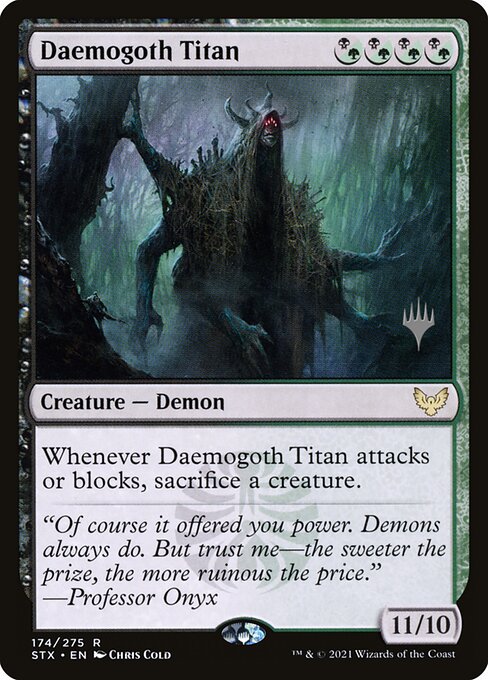 Daemogoth Titan
Creature — Demon
Whenever Daemogoth Titan attacks
or blocks, sacrifice a creature.
“Of course it offered you power. Demons
always do. But trust me—the sweeter the
prize, the more ruinous the price.”
—Professor Onyx
11/10
174/275 R
STX • EN Chris Cold
™ & © 2021 Wizards of the Coast